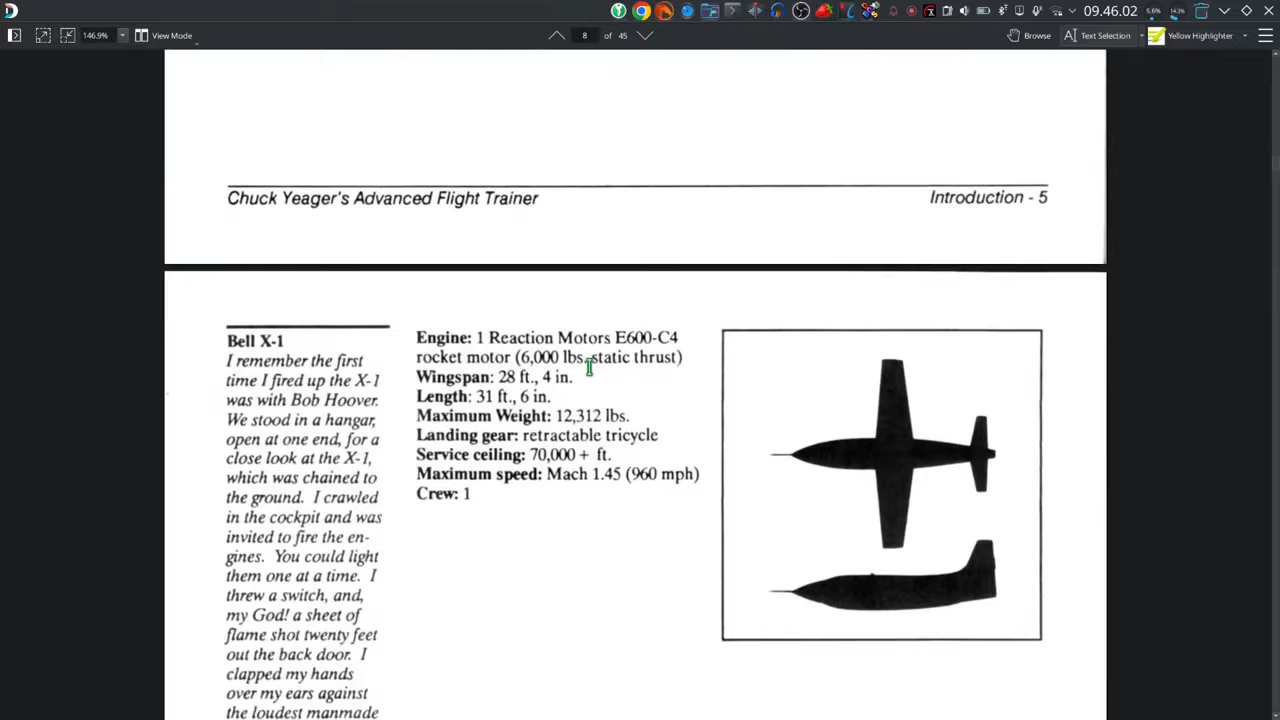 09.46.02
5.6%
14.3%
146.9%
View Mode
8 of 45
Browse
Text Selection
Yellow Highlighter
Chuck Yeager's Advanced Flight Trainer
Introduction - 5
Bell X-1
I remember the first
time I fired up the X-1
was with Bob Hoover.
We stood in a hangar,
open at one end, for a
close look at the X-1,
which was chained to
the ground. I crawled
in the cockpit and was
invited to fire the en-
gines. You could light
them one at a time. I
threw a switch, and,
my God! a sheet of
flame shot twenty feet
out the back door. I
clapped my hands
over my ears against
the loudest manmade
Engine: 1 Reaction Motors E600-C4
rocket motor (6,000 lbs. static thrust)
Wingspan: 28 ft., 4 in.
Length: 31 ft., 6 in.
Maximum Weight: 12,312 lbs.
Landing gear: retractable tricycle
Service ceiling: 70,000 + ft.
Maximum speed: Mach 1.45 (960 mph)
Crew: 1